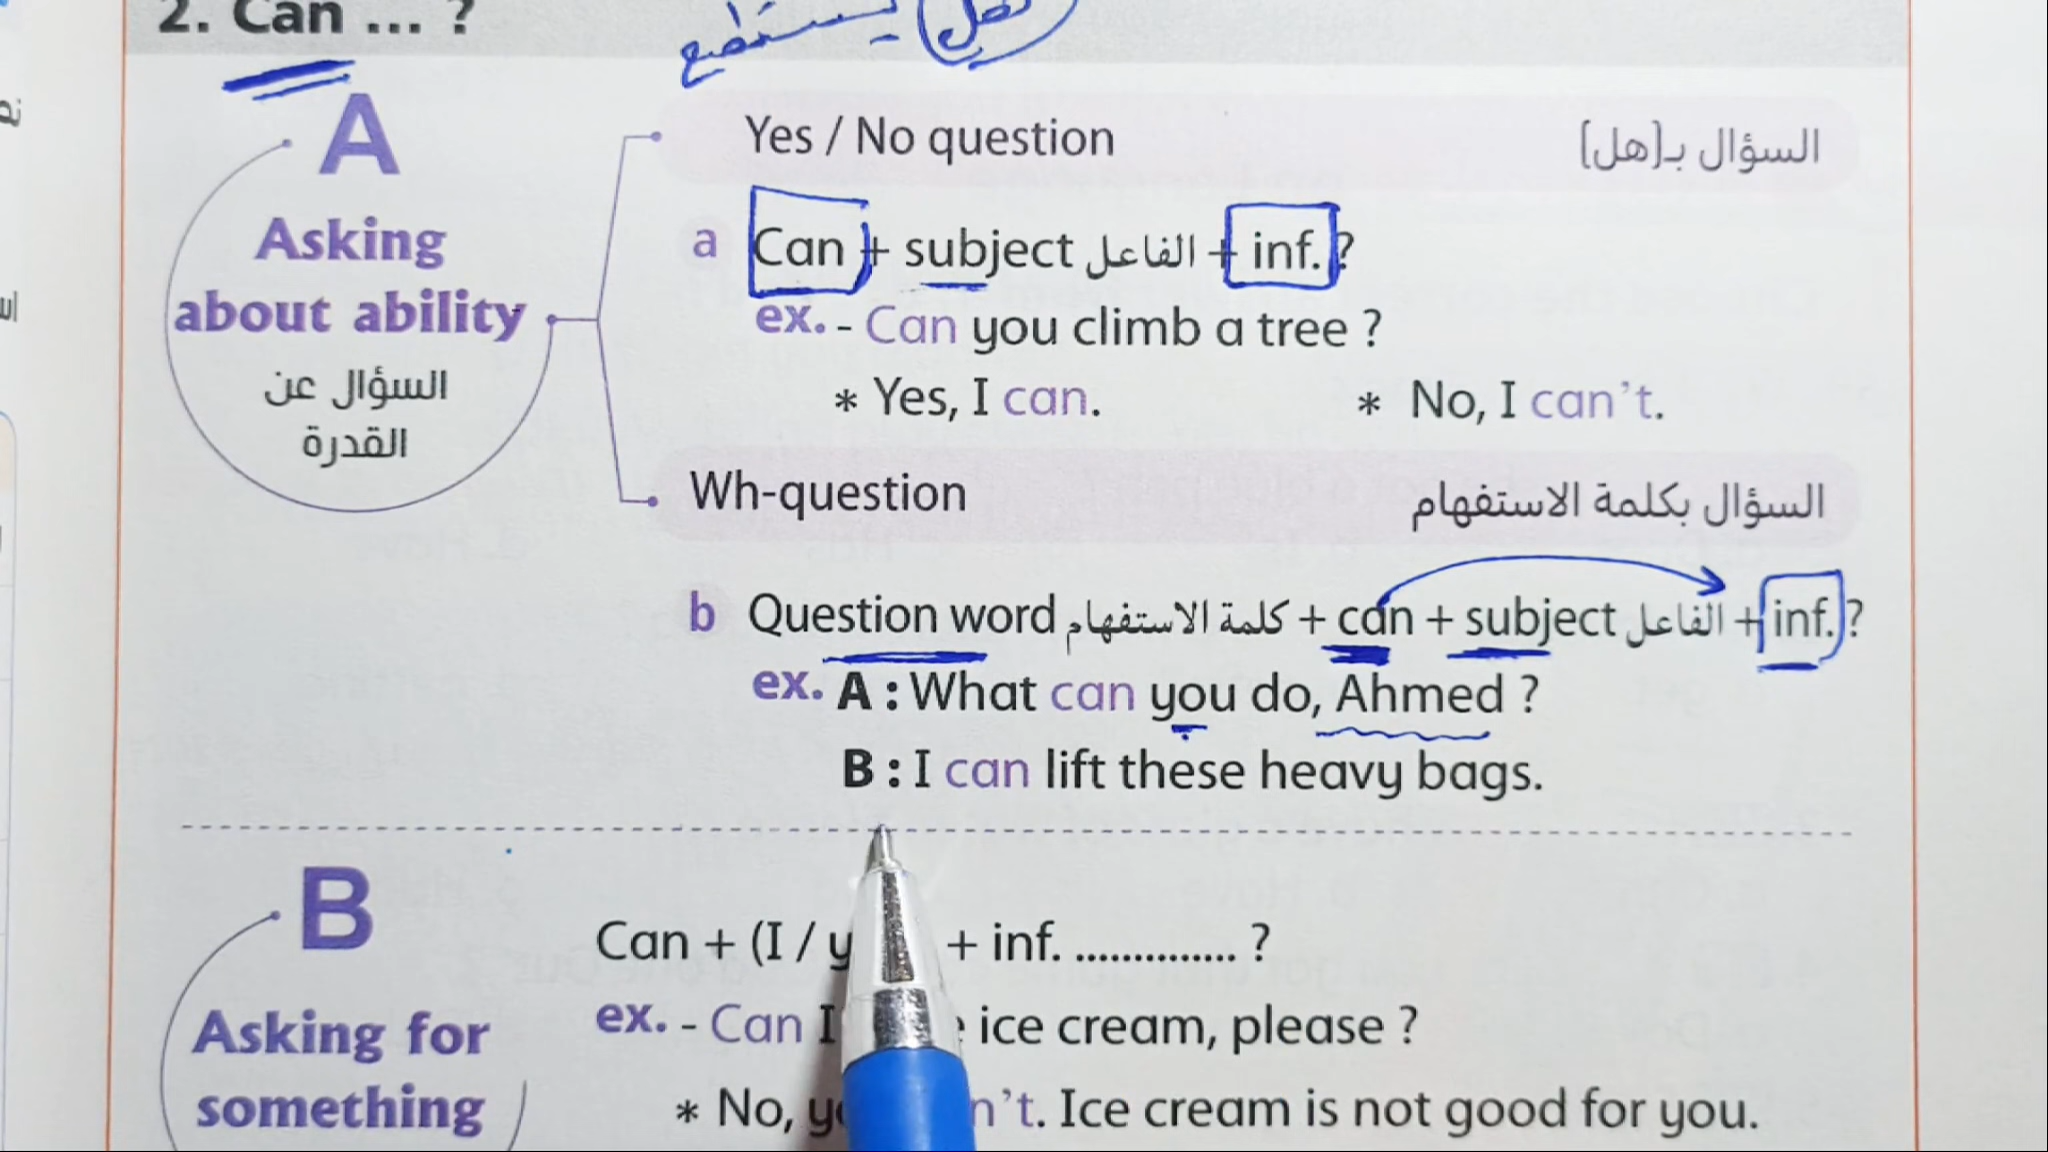 2. Can ... ? هل يستطيع
A
Asking
about ability
السؤال عن
القدرة
Yes / No question السؤال بـ(هل)
a Can + subject الفاعل + inf. ?
ex. - Can you climb a tree ?
* Yes, I can. * No, I can't.
Wh-question السؤال بكلمة الاستفهام
b Question word كلمة الاستفهام + can + subject الفاعل + inf. ?
ex. A : What can you do, Ahmed ?
B : I can lift these heavy bags.
B
Asking for
something
Can + (I / + inf. .............. ?
ex. - Can I ice cream, please ?
* No, n't. Ice cream is not good for you.